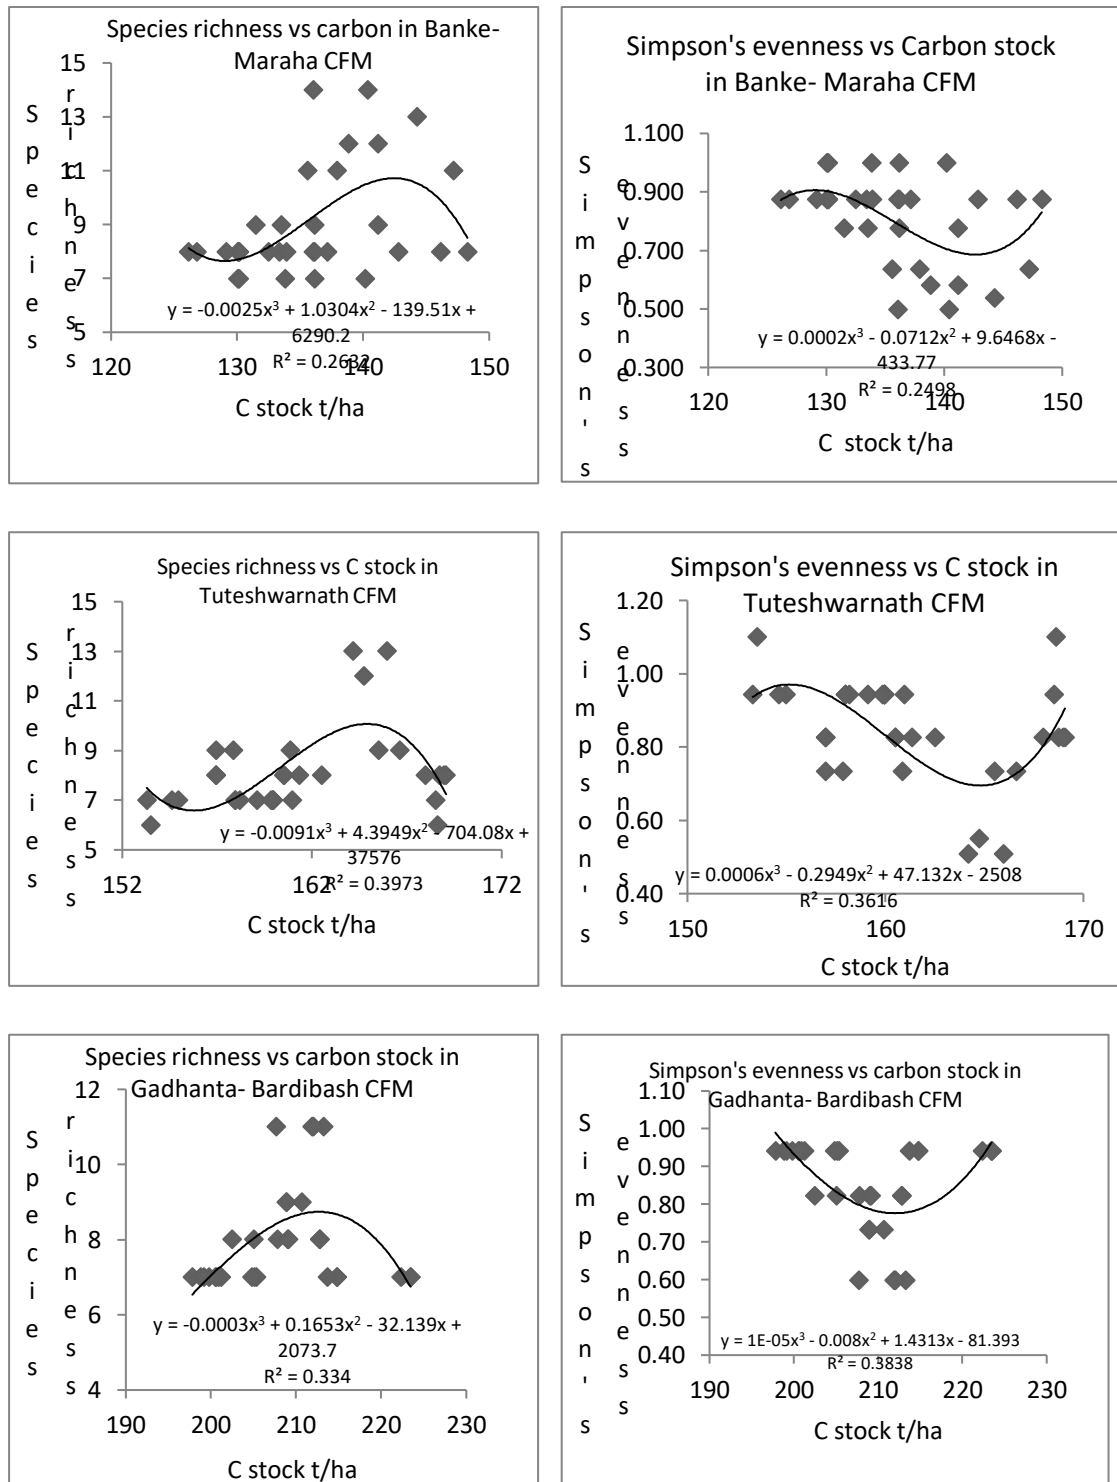 Species richness vs carbon in Banke-
Maraha CFM
15
13
11
9
7
5
120
130
140
150
Species
richness
y = -0.0025x³ + 1.0304x² - 139.51x +
6290.2
R² = 0.2632
C stock t/ha
Simpson's evenness vs Carbon stock
in Banke- Maraha CFM
1.100
0.900
0.700
0.500
0.300
120
130
140
150
Simpson's
evenness
y = 0.0002x³ - 0.0712x² + 9.6468x -
433.77
R² = 0.2498
C stock t/ha
Species richness vs C stock in
Tuteshwarnath CFM
15
13
11
9
7
5
152
162
172
Species
richness
y = -0.0091x³ + 4.3949x² - 704.08x +
37576
R² = 0.3973
C stock t/ha
Simpson's evenness vs C stock in
Tuteshwarnath CFM
1.20
1.00
0.80
0.60
0.40
150
160
170
Simpson's
evenness
y = 0.0006x³ - 0.2949x² + 47.132x - 2508
R² = 0.3616
C stock t/ha
Species richness vs carbon stock in
Gadhanta- Bardibash CFM
12
10
8
6
4
190
200
210
220
230
Species
richness
y = -0.0003x³ + 0.1653x² - 32.139x +
2073.7
R² = 0.334
C stock t/ha
Simpson's evenness vs carbon stock in
Gadhanta- Bardibash CFM
1.10
1.00
0.90
0.80
0.70
0.60
0.50
0.40
190
200
210
220
230
Simpson's
evenness
y = 1E-05x³ - 0.008x² + 1.4313x - 81.393
R² = 0.3838
C stock t/ha